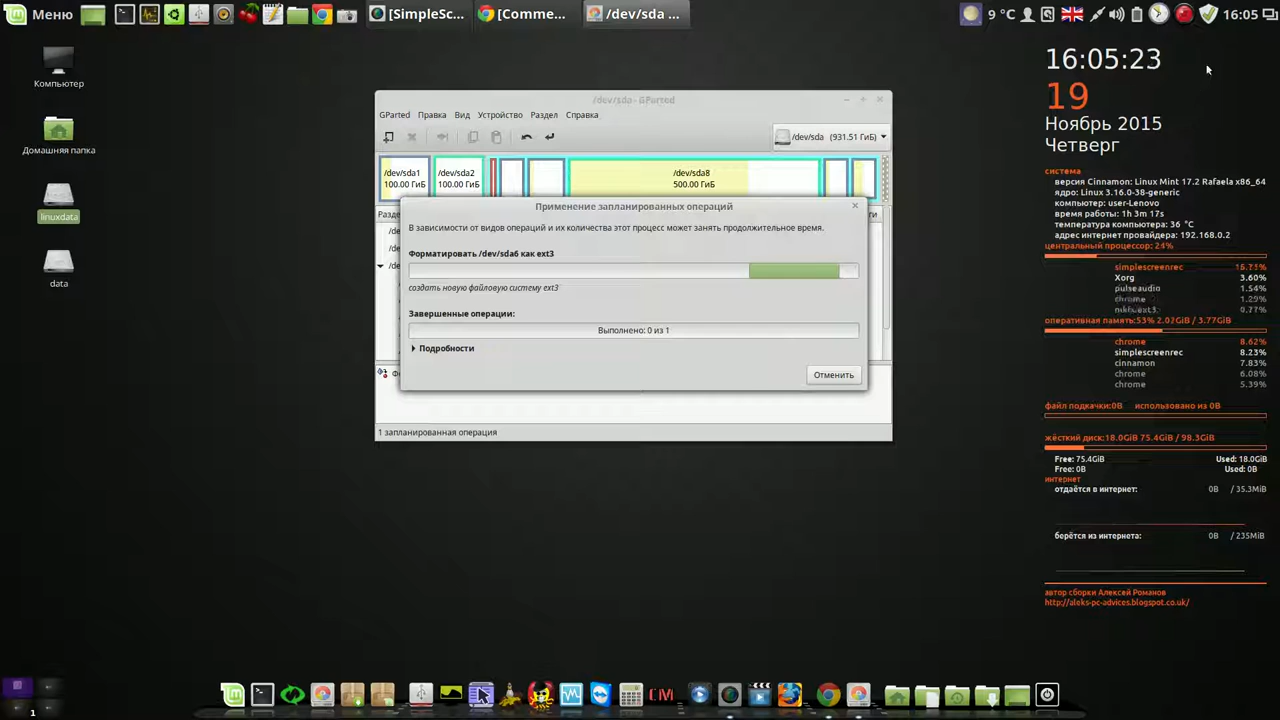 Меню
[SimpleSc...
[Comme...
/dev/sda ...
9 °C
16:05
Компьютер
Домашняя папка
linuxdata
data
/dev/sda - GParted
GParted Правка Вид Устройство Раздел Справка
/dev/sda (931.51 ГиБ)
/dev/sda1
100.00 ГиБ
/dev/sda2
100.00 ГиБ
/dev/sda8
500.00 ГиБ
Применение запланированных операций
В зависимости от видов операций и их количества этот процесс может занять продолжительное время.
Форматировать /dev/sda6 как ext3
создать новую файловую систему ext3
Завершенные операции:
Выполнено: 0 из 1
Подробности
Отменить
1 запланированная операция
16:05:23
19
Ноябрь 2015
Четверг
система
версия Cinnamon: Linux Mint 17.2 Rafaela x86_64
ядро: Linux 3.16.0-38-generic
компьютер: user-Lenovo
время работы: 1h 3m 17s
температура компьютера: 36 °C
адрес интернет провайдера: 192.168.0.2
центральный процессор: 24%
simplescreenrec 16.71%
Xorg 3.60%
pulseaudio 1.54%
chrome 1.29%
mkfs.ext3 0.77%
оперативная память:53% 2.02GiB / 3.77GiB
chrome 8.62%
simplescreenrec 8.23%
cinnamon 7.83%
chrome 6.08%
chrome 5.39%
файл подкачки:0B использовано из 0B
жёсткий диск:18.0GiB 75.4GiB / 98.3GiB
Free: 75.4GiB Used: 18.0GiB
Free: 0B Used: 0B
интернет
отдаётся в интернет: 0B / 35.3MiB
берётся из интернета: 0B / 235MiB
автор сборки Алексей Романов
http://aleks-pc-advices.blogspot.co.uk/
1